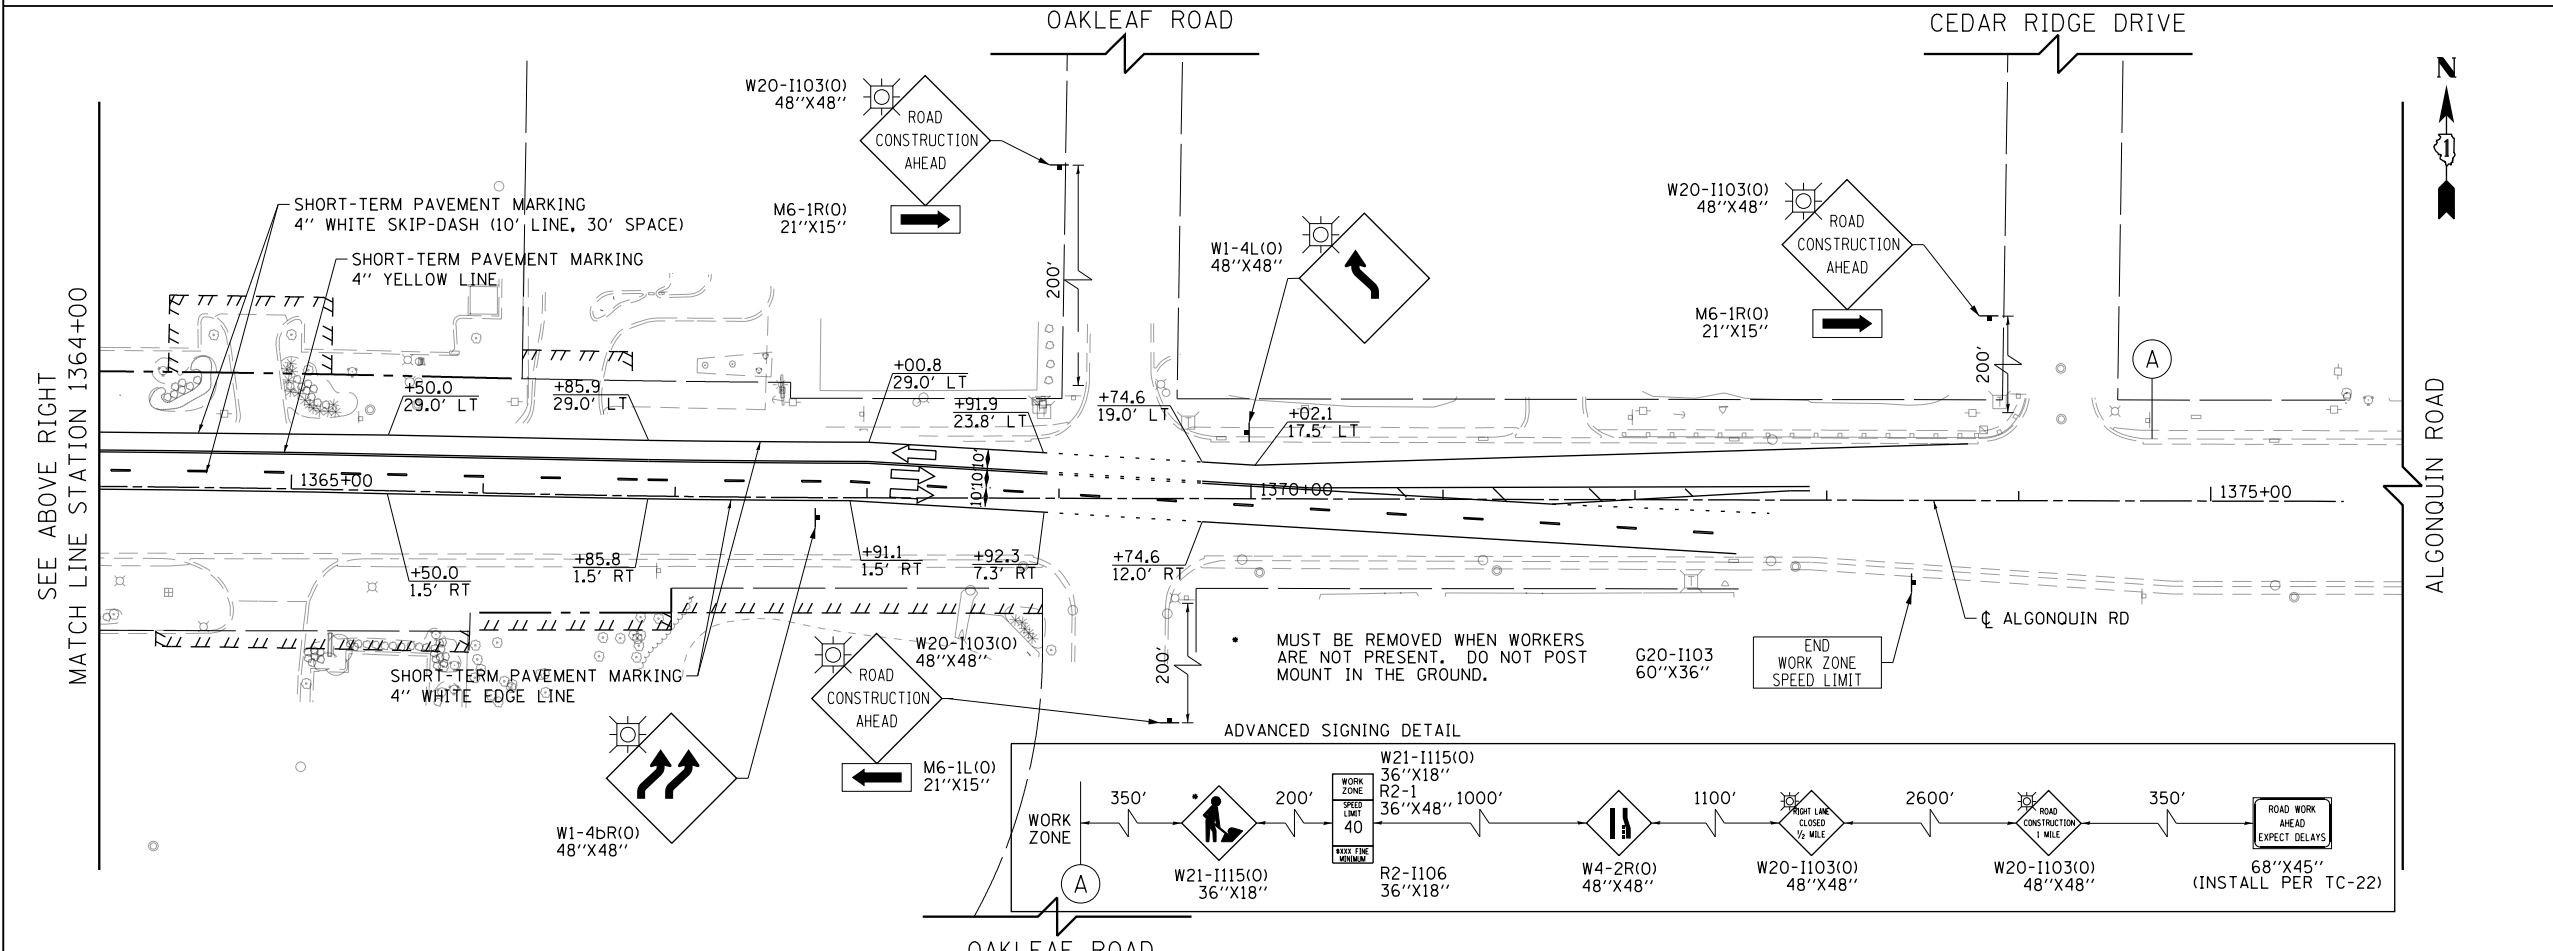 OAKLEAF ROAD
CEDAR RIDGE DRIVE
N
1
W20-I103(O)
48''X48''
ROAD
CONSTRUCTION
AHEAD
M6-1R(O)
21''X15''
200'
W1-4L(O)
48''X48''
W20-I103(O)
48''X48''
ROAD
CONSTRUCTION
AHEAD
M6-1R(O)
21''X15''
200'
A
SHORT-TERM PAVEMENT MARKING
4'' WHITE SKIP-DASH (10' LINE, 30' SPACE)
SHORT-TERM PAVEMENT MARKING
4'' YELLOW LINE
SEE ABOVE RIGHT
MATCH LINE STATION 1364+00
+50.0
29.0' LT
+85.9
29.0' LT
+00.8
29.0' LT
+91.9
23.8' LT
+74.6
19.0' LT
+02.1
17.5' LT
10'
10'
10'
1365+00
1370+00
1375+00
ALGONQUIN ROAD
+50.0
1.5' RT
+85.8
1.5' RT
+91.1
1.5' RT
+92.3
7.3' RT
+74.6
12.0' RT
℄ ALGONQUIN RD
SHORT-TERM PAVEMENT MARKING
4'' WHITE EDGE LINE
W20-I103(O)
48''X48''
ROAD
CONSTRUCTION
AHEAD
M6-1L(O)
21''X15''
200'
W1-4bR(O)
48''X48''
* MUST BE REMOVED WHEN WORKERS
ARE NOT PRESENT. DO NOT POST
MOUNT IN THE GROUND.
G20-I103
60''X36''
END
WORK ZONE
SPEED LIMIT
ADVANCED SIGNING DETAIL
WORK
ZONE
A
350'
*
W21-I115(O)
36''X18''
200'
WORK
ZONE
SPEED
LIMIT
40
$XXX FINE
MINIMUM
W21-I115(O)
36''X18''
R2-1
36''X48''
R2-I106
36''X18''
1000'
W4-2R(O)
48''X48''
1100'
RIGHT LANE
CLOSED
1/2 MILE
W20-I103(O)
48''X48''
2600'
ROAD
CONSTRUCTION
1 MILE
W20-I103(O)
48''X48''
350'
ROAD WORK
AHEAD
EXPECT DELAYS
68''X45''
(INSTALL PER TC-22)
OAKLEAF ROAD